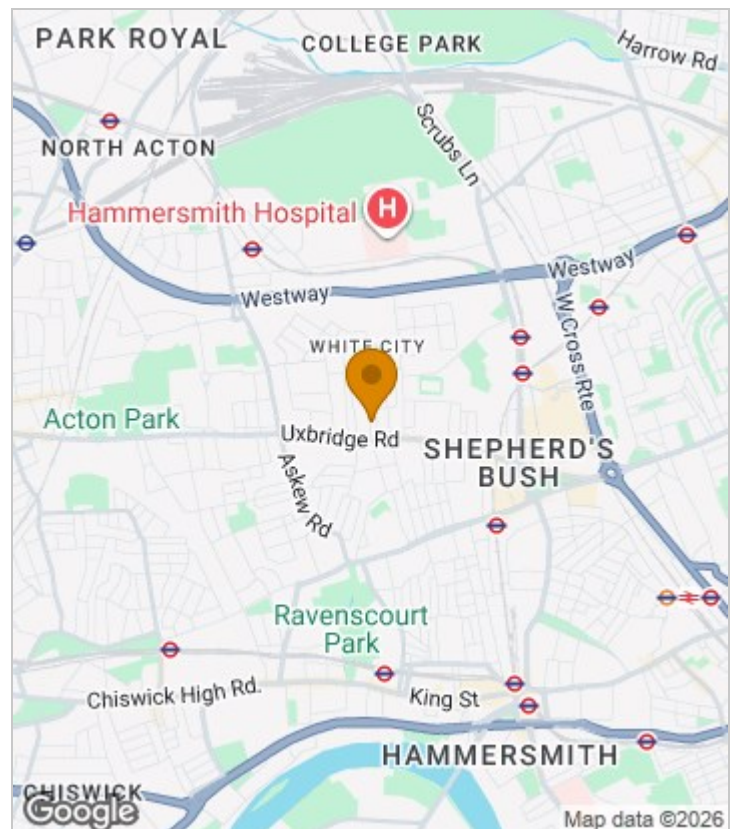 PARK ROYAL
COLLEGE PARK
Harrow Rd
Scrubs Ln
NORTH ACTON
Hammersmith Hospital
H
Westway
Westway
W Cross Rte
WHITE CITY
Acton Park
Uxbridge Rd
SHEPHERD'S
BUSH
Askew Rd
Ravenscourt
Park
Chiswick High Rd.
King St
HAMMERSMITH
CHISWICK
Google
Map data ©2026